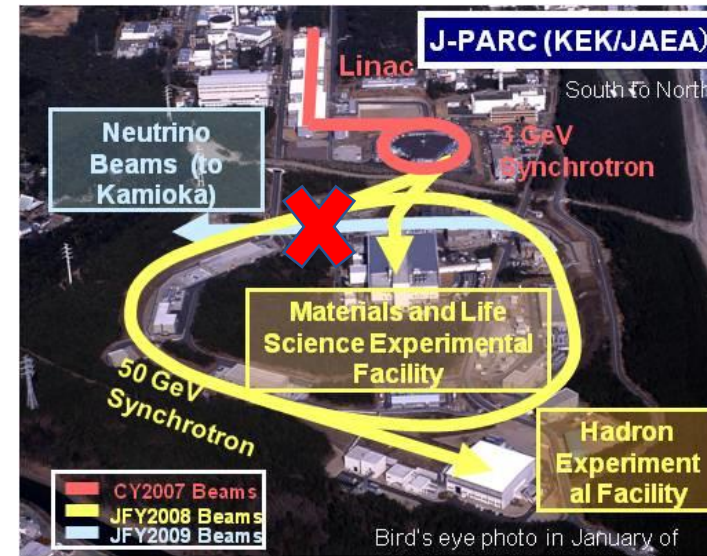 J-PARC (KEK/JAEA)
South to North
Linac
Neutrino
Beams (to
Kamioka)
3 GeV
Synchrotron
Materials and Life
Science Experimental
Facility
50 GeV
Synchrotron
Hadron
Experiment
al Facility
CY2007 Beams
JFY2008 Beams
JFY2009 Beams
Bird's eye photo in January of